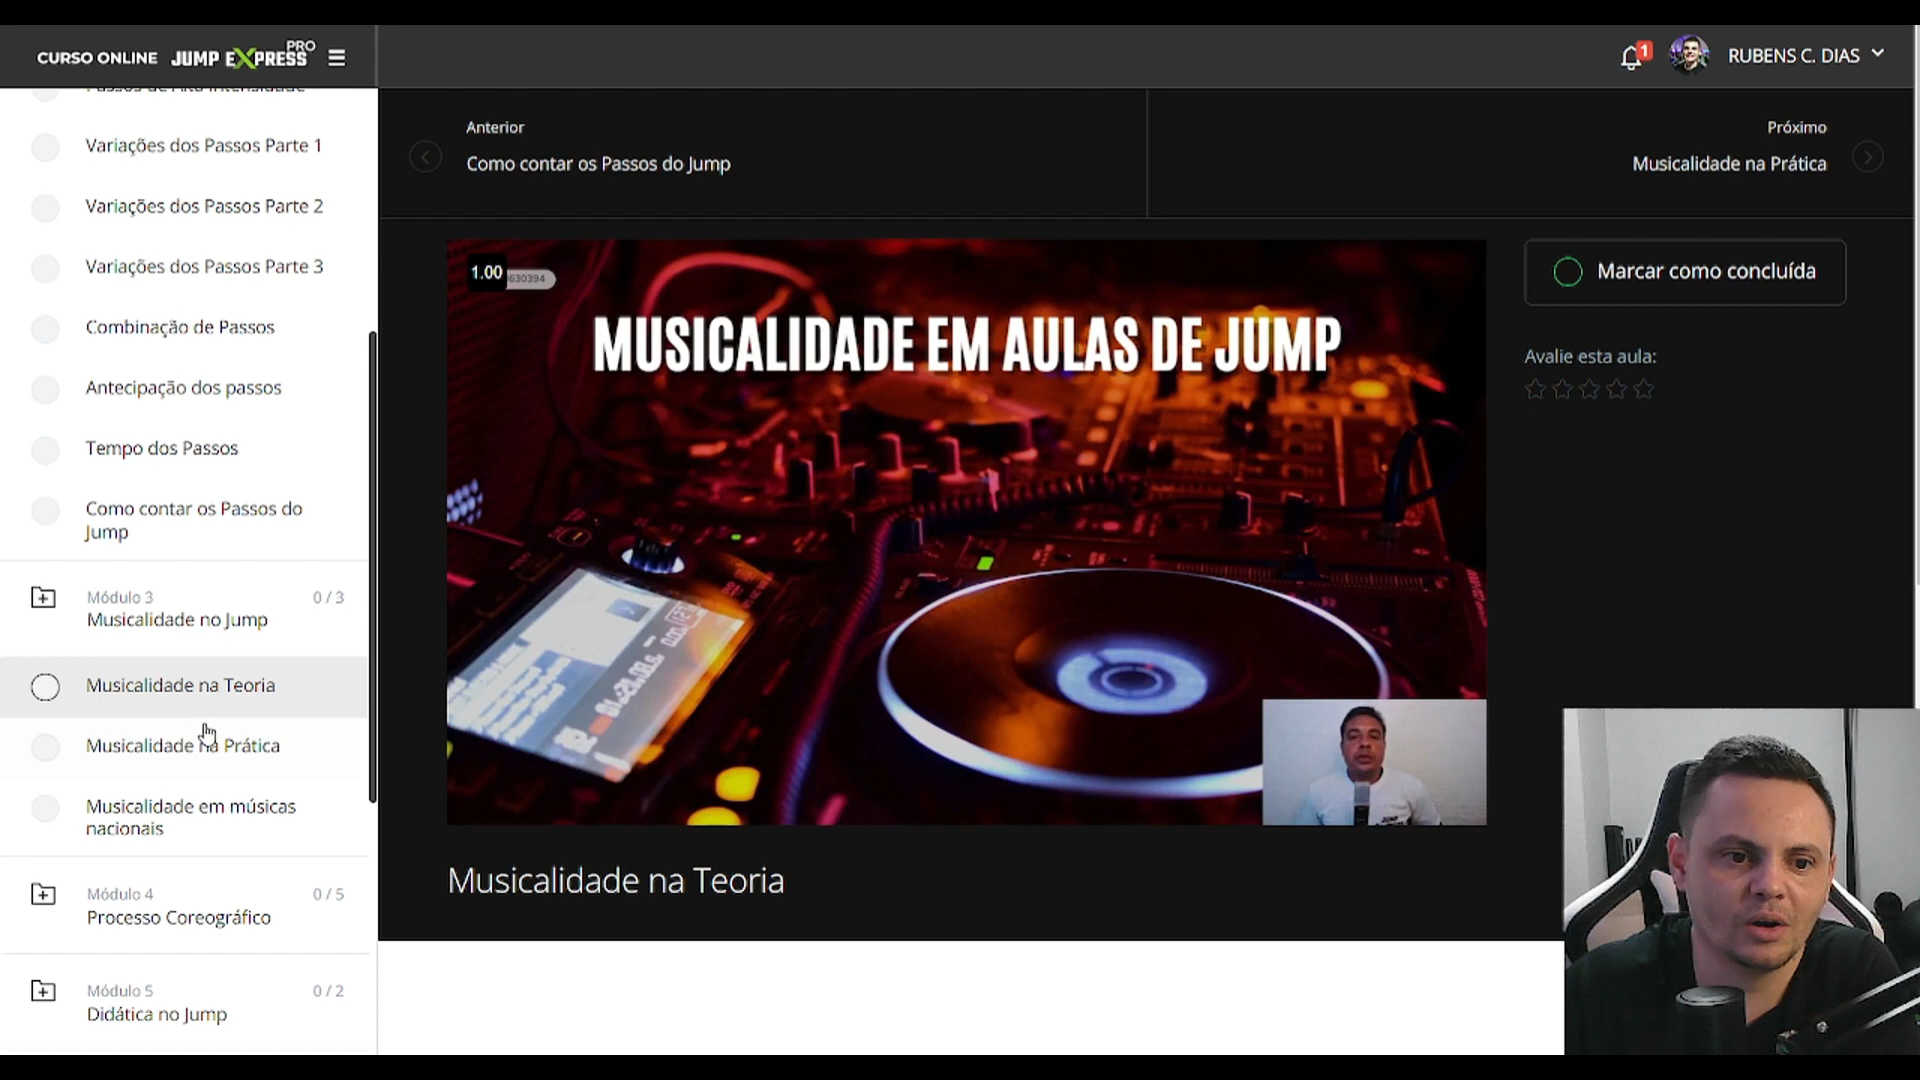 CURSO ONLINE JUMP EXPRESS PRO
1
RUBENS C. DIAS
Passos de Alta Intensidade
Variações dos Passos Parte 1
Variações dos Passos Parte 2
Variações dos Passos Parte 3
Combinação de Passos
Antecipação dos passos
Tempo dos Passos
Como contar os Passos do
Jump
Módulo 3
0 / 3
Musicalidade no Jump
Musicalidade na Teoria
Musicalidade na Prática
Musicalidade em músicas
nacionais
Módulo 4
0 / 5
Processo Coreográfico
Módulo 5
0 / 2
Didática no Jump
Anterior
Como contar os Passos do Jump
Próximo
Musicalidade na Prática
1.00
630394
MUSICALIDADE EM AULAS DE JUMP
Musicalidade na Teoria
Marcar como concluída
Avalie esta aula: